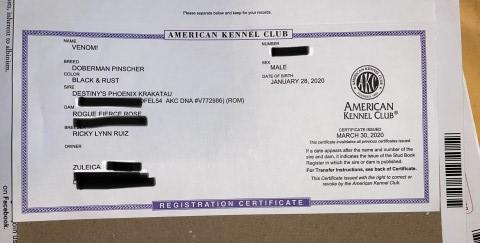 Please separate below and keep for your records.
AMERICAN KENNEL CLUB
NAME
VENOM!
NUMBER
BREED
DOBERMAN PINSCHER
SEX
MALE
COLOR
BLACK & RUST
DATE OF BIRTH
JANUARY 28, 2020
SIRE
DESTINY'S PHOENIX KRAKATAU
OFEL54 AKC DNA #V772986) (ROM)
DAM
ROGUE FIERCE ROSE
RICKY LYNN RUIZ
OWNER
ZULEICA
AKC
AMERICAN
KENNEL CLUB®
CERTIFICATE ISSUED
MARCH 30, 2020
This certificate invalidates all previous certificates issued.
If a date appears after the name and number of the
sire and dam, it indicates the issue of the Stud Book
Register in which the sire or dam is published.
For Transfer Instructions, see back of Certificate.
This Certificate issued with the right to correct or
revoke by the American Kennel Club.
REGISTRATION CERTIFICATE
inherent to albinism.
on Facebook.